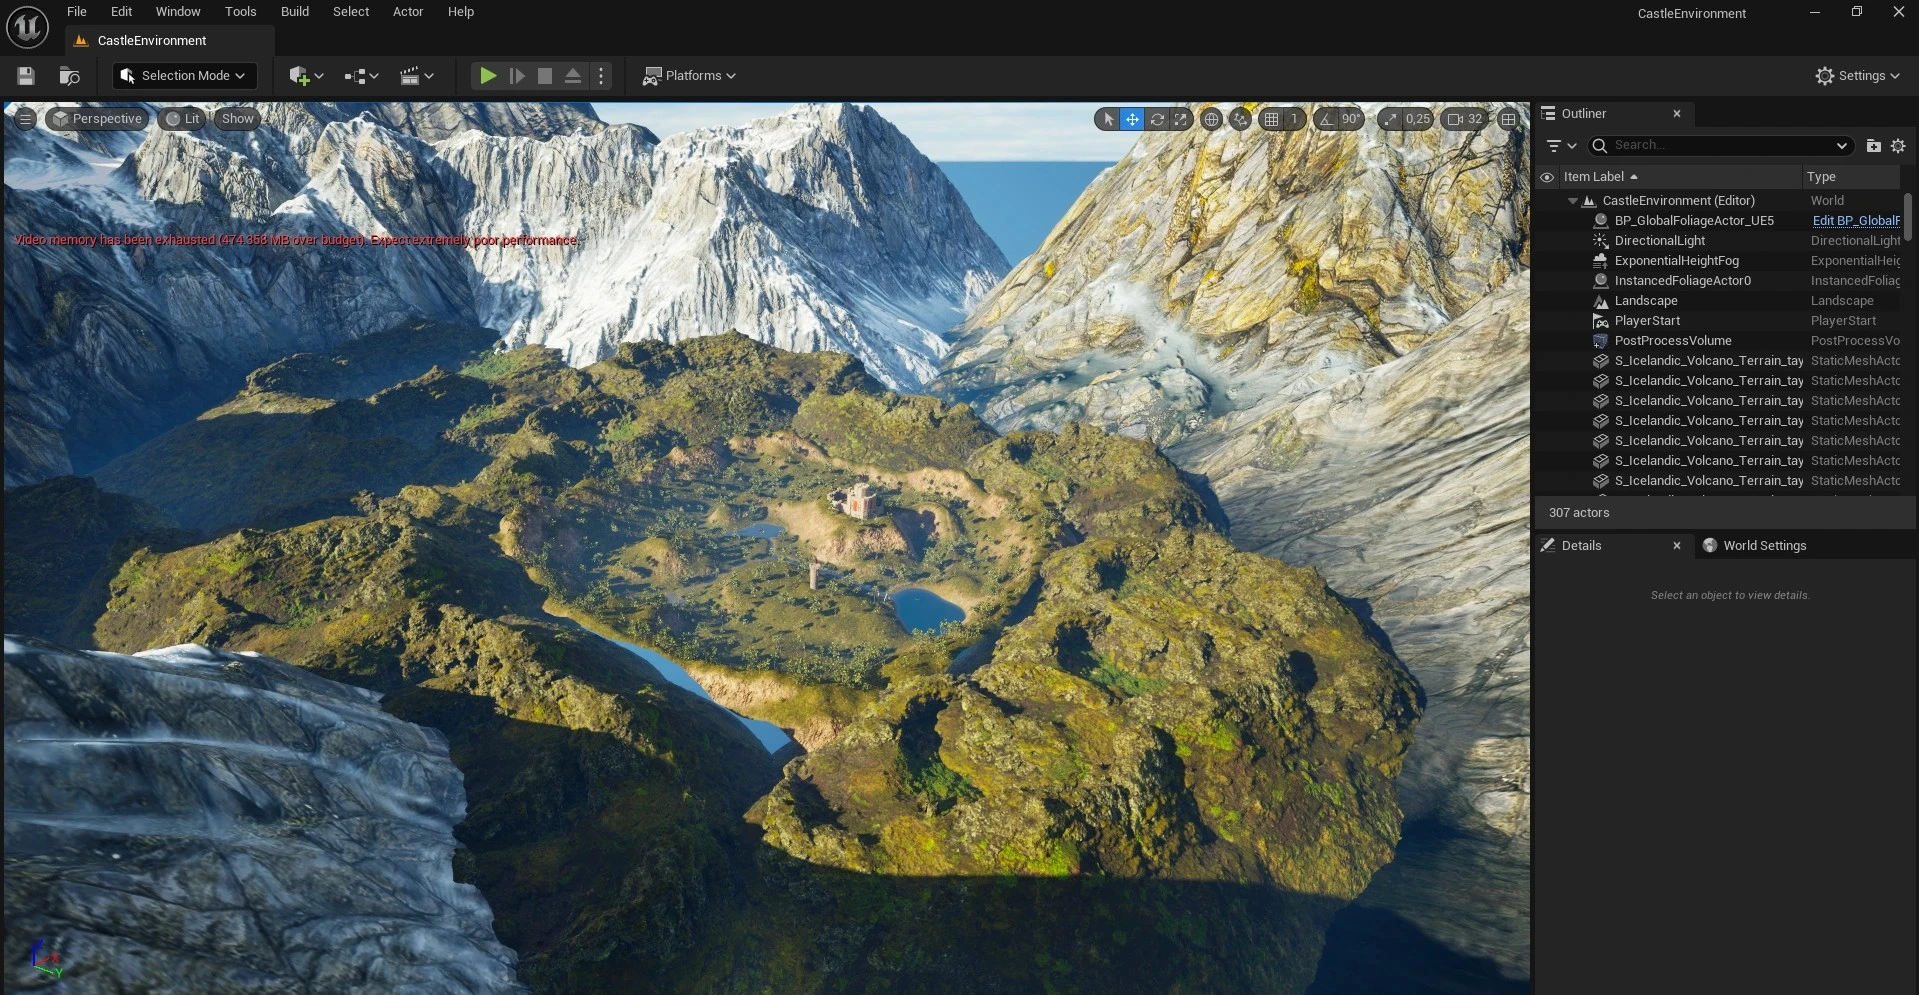 File Edit Window Tools Build Select Actor Help
CastleEnvironment
CastleEnvironment
Selection Mode
Platforms
Settings
Perspective Lit Show
1 90° 0,25 32
Video memory has been exhausted (474.358 MB over budget). Expect extremely poor performance.
Outliner
Search...
Item Label Type
CastleEnvironment (Editor) World
BP_GlobalFoliageActor_UE5 Edit BP_GlobalF
DirectionalLight DirectionalLight
ExponentialHeightFog ExponentialHeig
InstancedFoliageActor0 InstancedFoliag
Landscape Landscape
PlayerStart PlayerStart
PostProcessVolume PostProcessVo
S_Icelandic_Volcano_Terrain_tay StaticMeshActo
S_Icelandic_Volcano_Terrain_tay StaticMeshActo
S_Icelandic_Volcano_Terrain_tay StaticMeshActo
S_Icelandic_Volcano_Terrain_tay StaticMeshActo
S_Icelandic_Volcano_Terrain_tay StaticMeshActo
S_Icelandic_Volcano_Terrain_tay StaticMeshActo
S_Icelandic_Volcano_Terrain_tay StaticMeshActo
307 actors
Details World Settings
Select an object to view details.
X
Y